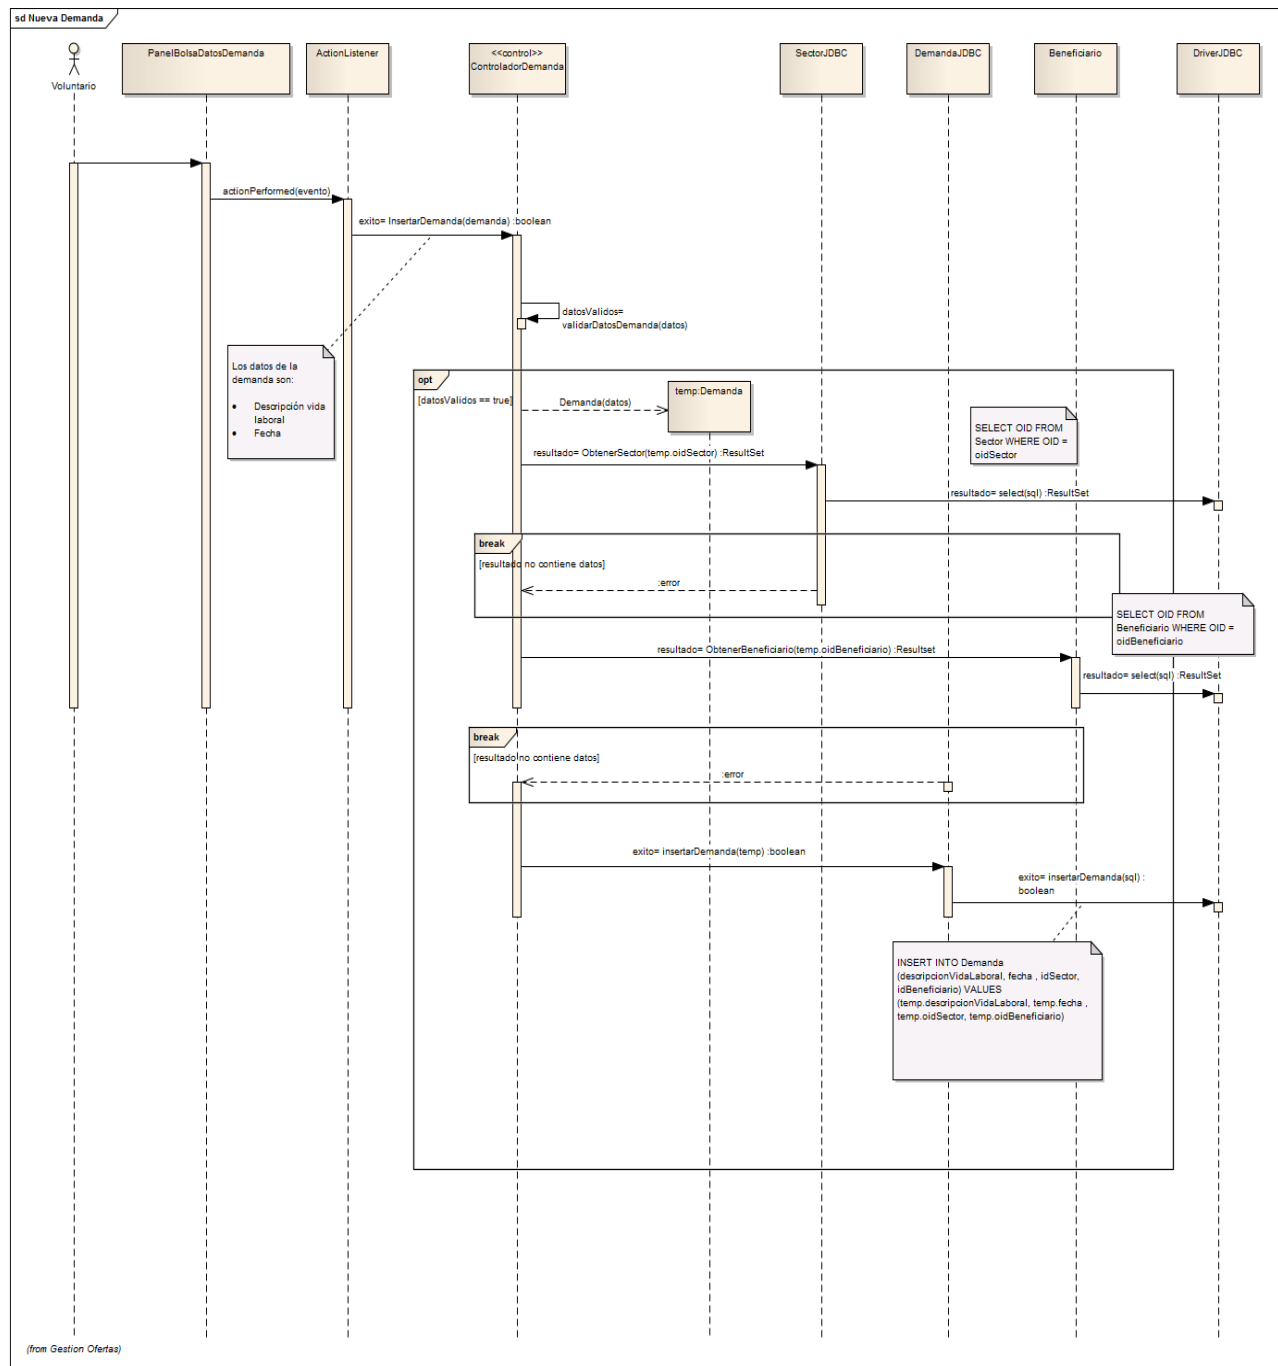 sd Nueva Demanda
Voluntario
PanelBolsaDatosDemanda
ActionListener
<<control>>
ControladorDemanda
SectorJDBC
DemandaJDBC
Beneficiario
DriverJDBC
actionPerformed(evento)
exito= InsertarDemanda(demanda) :boolean
datosValidos=
validarDatosDemanda(datos)
Los datos de la
demanda son:
• Descripción vida
laboral
• Fecha
opt
[datosValidos == true]
Demanda(datos)
temp:Demanda
SELECT OID FROM
Sector WHERE OID =
oidSector
resultado= ObtenerSector(temp.oidSector) :ResultSet
resultado= select(sql) :ResultSet
break
[resultado no contiene datos]
:error
SELECT OID FROM
Beneficiario WHERE OID =
oidBeneficiario
resultado= ObtenerBeneficiario(temp.oidBeneficiario) :Resultset
resultado= select(sql) :ResultSet
break
[resultado no contiene datos]
:error
exito= insertarDemanda(temp) :boolean
exito= insertarDemanda(sql) :
boolean
INSERT INTO Demanda
(descripcionVidaLaboral, fecha , idSector,
idBeneficiario) VALUES
(temp.descripcionVidaLaboral, temp.fecha ,
temp.oidSector, temp.oidBeneficiario)
(from Gestion Ofertas)